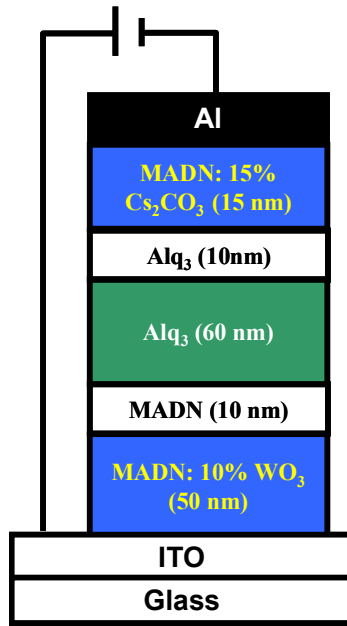 Al
MADN: 15%
Cs₂CO₃ (15 nm)
Alq₃ (10nm)
Alq₃ (60 nm)
MADN (10 nm)
MADN: 10% WO₃
(50 nm)
ITO
Glass